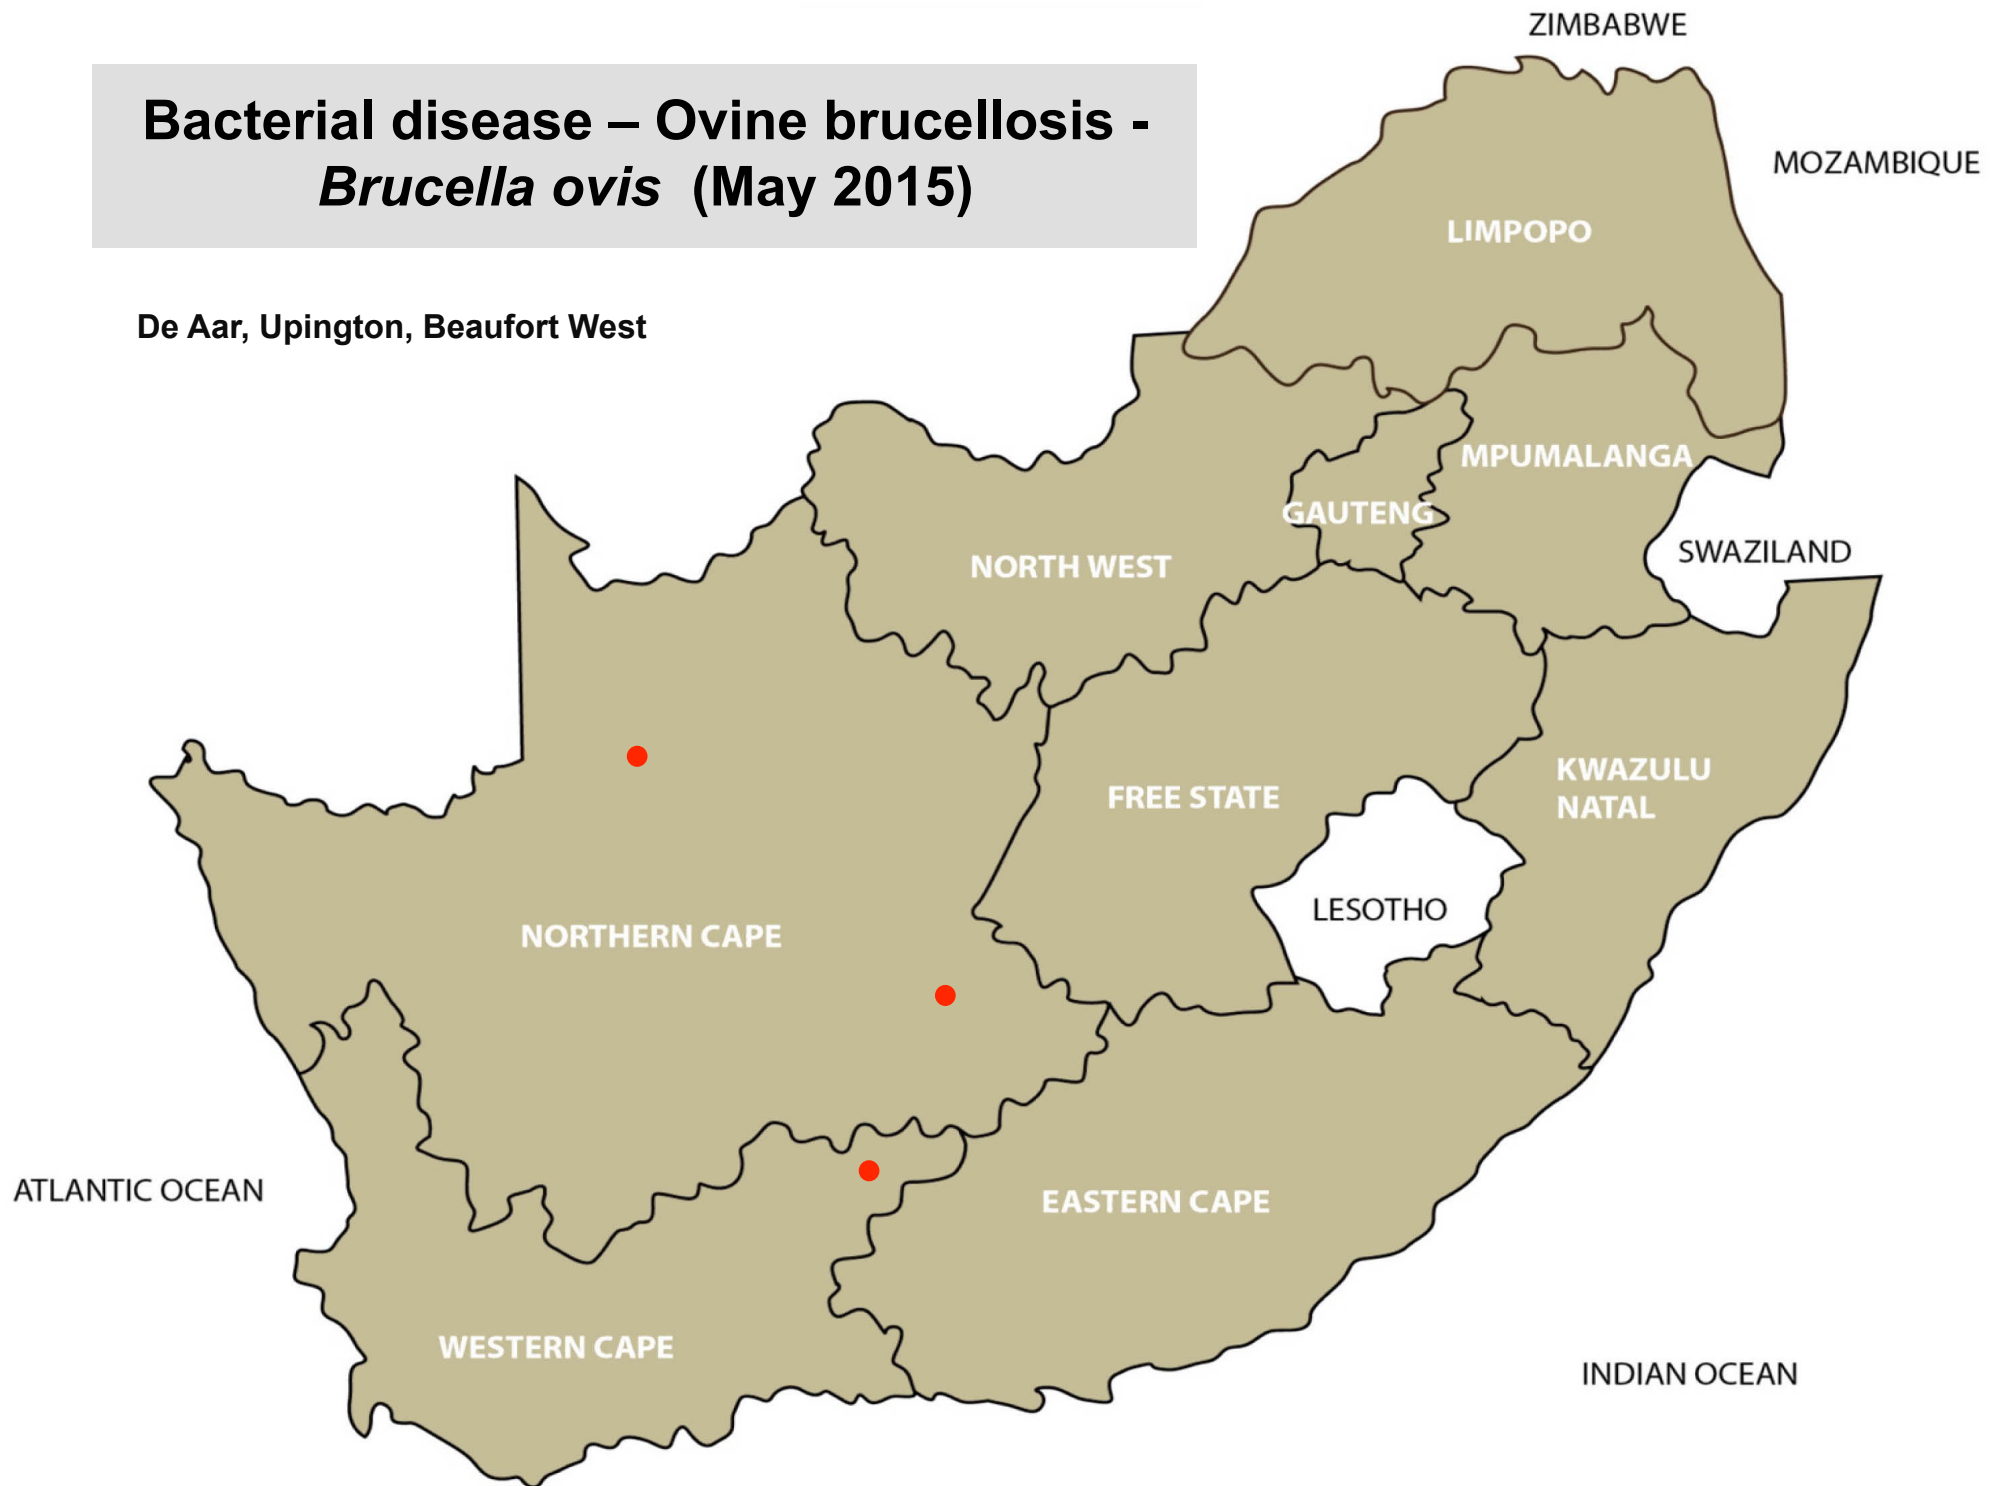 ZIMBABWE
Bacterial disease – Ovine brucellosis -
Brucella ovis (May 2015)
MOZAMBIQUE
LIMPOPO
De Aar, Upington, Beaufort West
MPUMALANGA
GAUTENG
SWAZILAND
NORTH WEST
KWAZULU
NATAL
FREE STATE
LESOTHO
NORTHERN CAPE
ATLANTIC OCEAN
EASTERN CAPE
WESTERN CAPE
INDIAN OCEAN